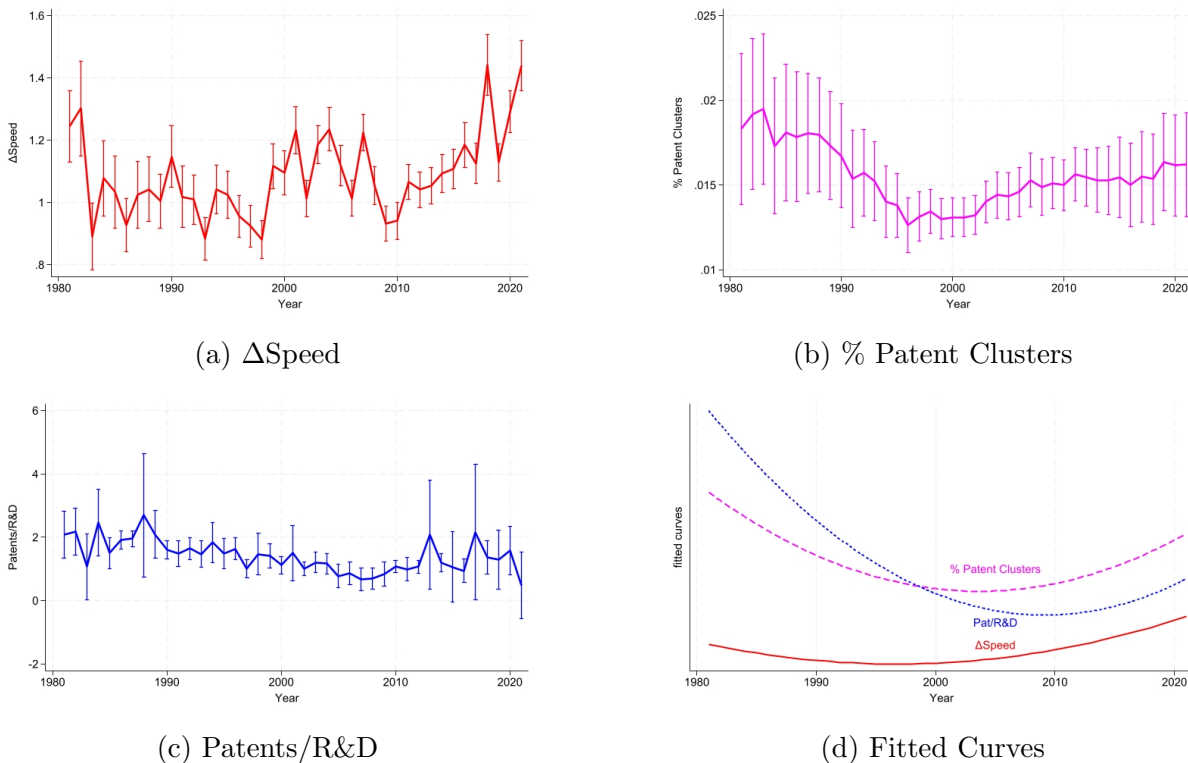 1.6
1.4
1.2
1
.8
ΔSpeed
1980 1990 2000 2010 2020
Year
(a) ΔSpeed
.025
.02
.015
.01
% Patent Clusters
1980 1990 2000 2010 2020
Year
(b) % Patent Clusters
6
4
2
0
-2
Patents/R&D
1980 1990 2000 2010 2020
Year
(c) Patents/R&D
fitted curves
% Patent Clusters
Pat/R&D
ΔSpeed
1980 1990 2000 2010 2020
Year
(d) Fitted Curves